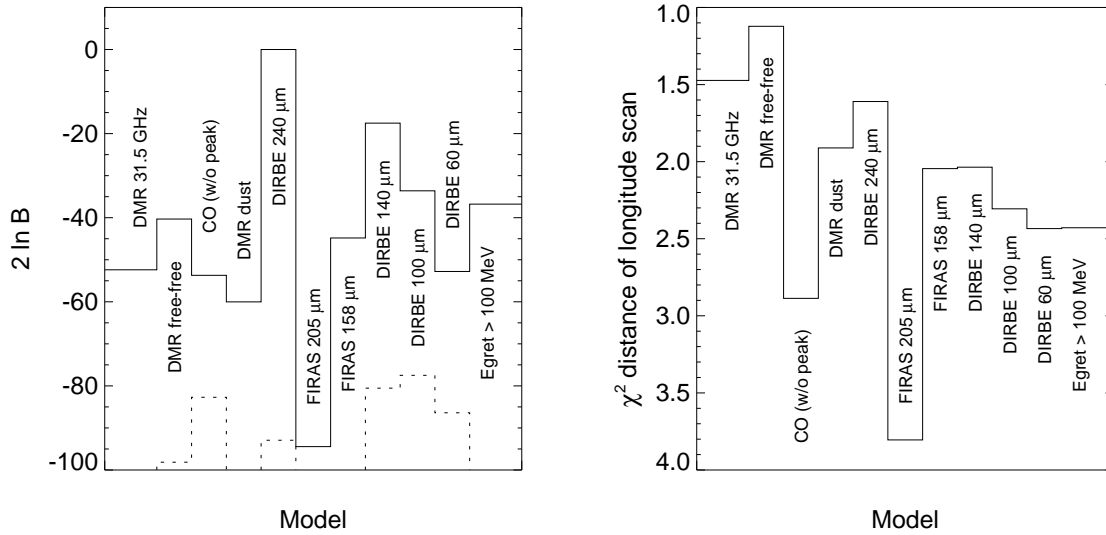 2 ln B
0
-20
-40
-60
-80
-100
DMR 31.5 GHz
DMR free-free
CO (w/o peak)
DMR dust
DIRBE 240 μm
FIRAS 205 μm
FIRAS 158 μm
DIRBE 140 μm
DIRBE 100 μm
DIRBE 60 μm
Egret > 100 MeV
Model
χ² distance of longitude scan
1.0
1.5
2.0
2.5
3.0
3.5
4.0
DMR 31.5 GHz
DMR free-free
CO (w/o peak)
DMR dust
DIRBE 240 μm
FIRAS 205 μm
FIRAS 158 μm
DIRBE 140 μm
DIRBE 100 μm
DIRBE 60 μm
Egret > 100 MeV
Model